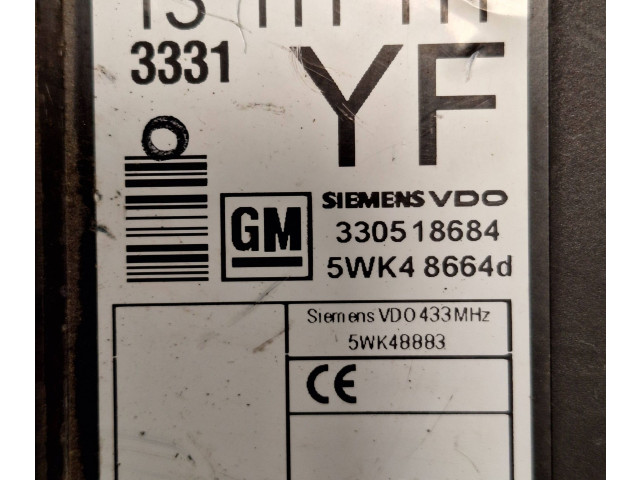 3331
YF
GM
SIEMENS VDO
330518684
5WK4 8664d
Siemens VDO 433MHz
5WK48883
CE